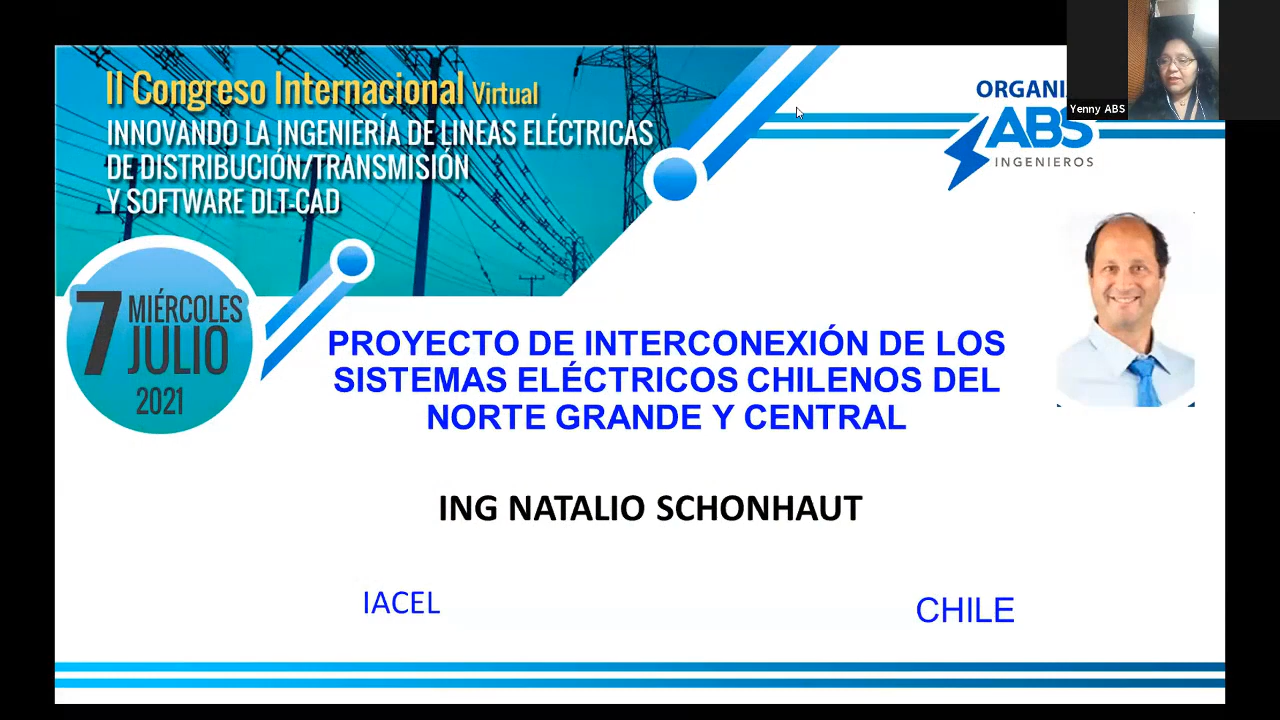 II Congreso Internacional Virtual
INNOVANDO LA INGENIERÍA DE LINEAS ELÉCTRICAS
DE DISTRIBUCIÓN/TRANSMISIÓN
Y SOFTWARE DLT-CAD
Yenny ABS
ABS
INGENIEROS
7 MIÉRCOLES
JULIO
2021
PROYECTO DE INTERCONEXIÓN DE LOS
SISTEMAS ELÉCTRICOS CHILENOS DEL
NORTE GRANDE Y CENTRAL
ING NATALIO SCHONHAUT
IACEL
CHILE